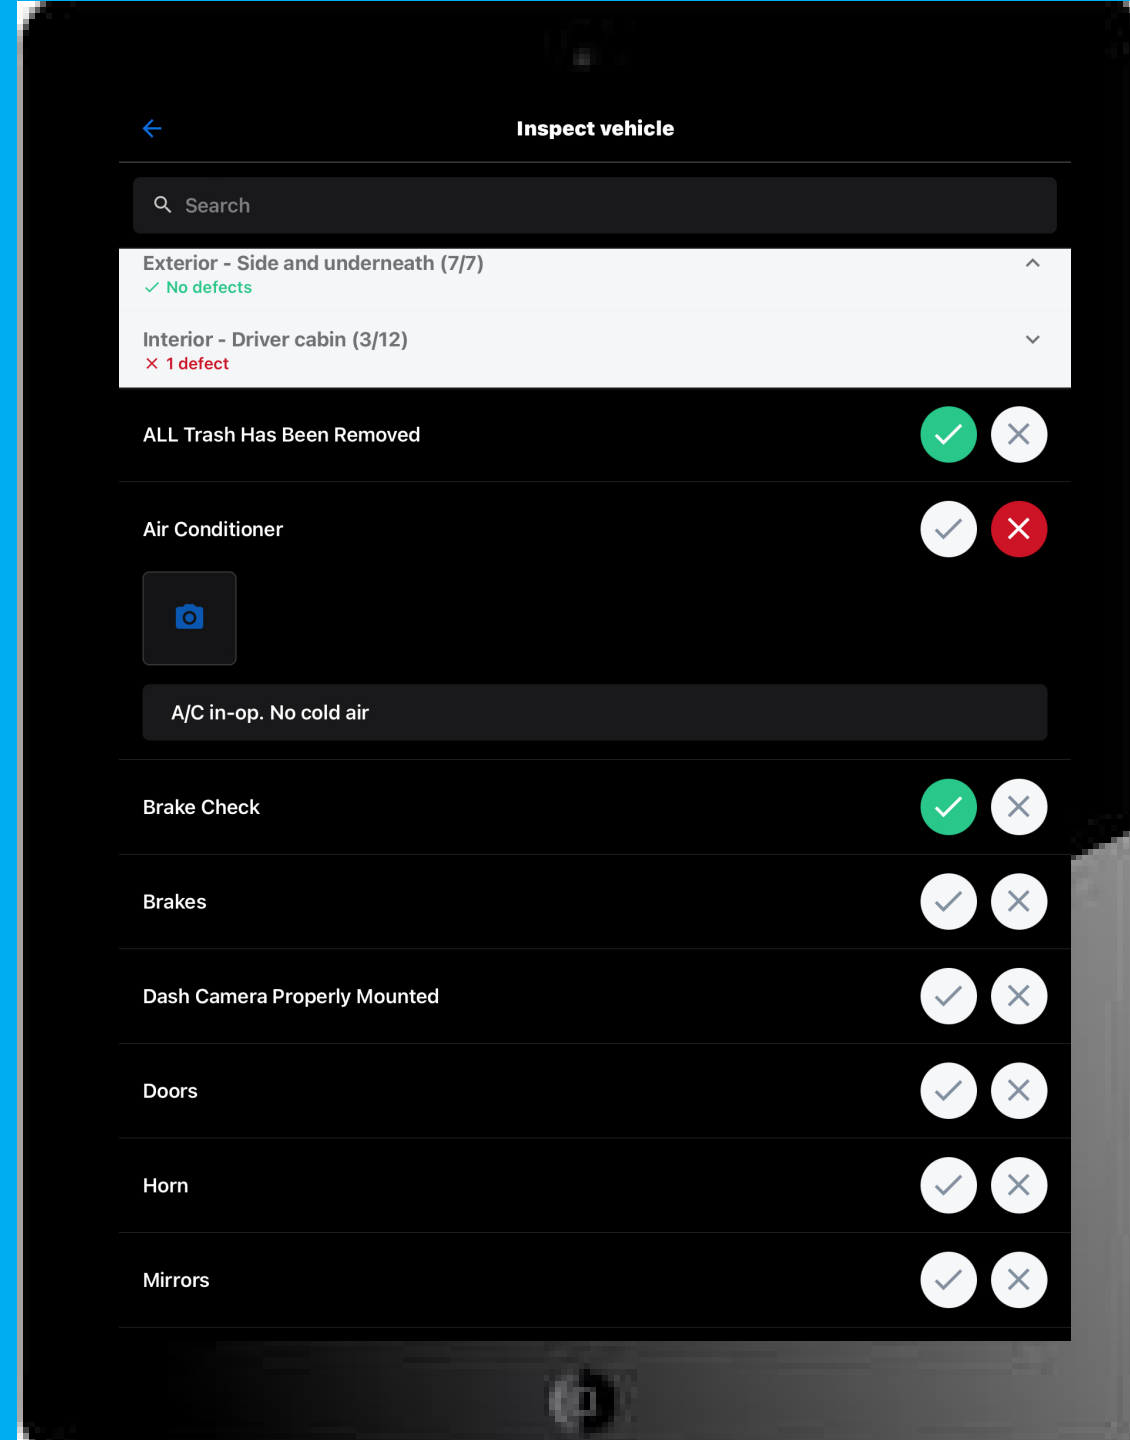 Inspect vehicle
Search
Exterior - Side and underneath (7/7)
No defects
Interior - Driver cabin (3/12)
1 defect
ALL Trash Has Been Removed
Air Conditioner
A/C in-op. No cold air
Brake Check
Brakes
Dash Camera Properly Mounted
Doors
Horn
Mirrors